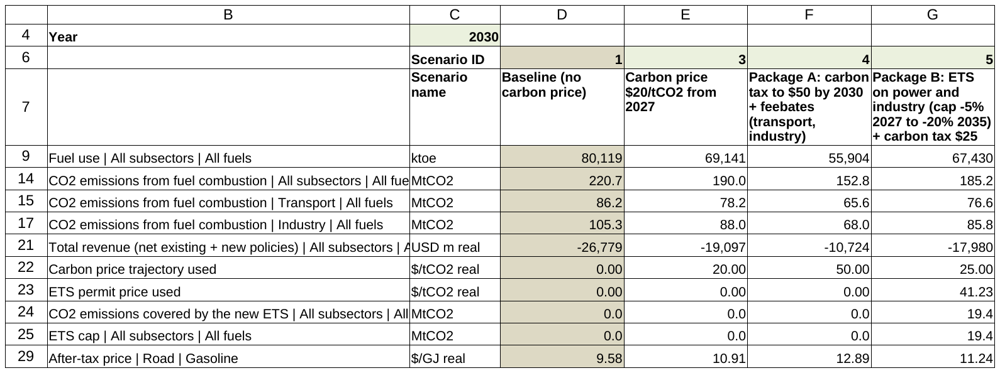 B C D E F G
4 Year 2030
6 Scenario ID 1 3 4 5
7 Scenario name Baseline (no carbon price) Carbon price $20/tCO2 from 2027 Package A: carbon tax to $50 by 2030 + feebates (transport, industry) Package B: ETS on power and industry (cap -5% 2027 to -20% 2035) + carbon tax $25
9 Fuel use | All subsectors | All fuels ktoe 80,119 69,141 55,904 67,430
14 CO2 emissions from fuel combustion | All subsectors | All fue MtCO2 220.7 190.0 152.8 185.2
15 CO2 emissions from fuel combustion | Transport | All fuels MtCO2 86.2 78.2 65.6 76.6
17 CO2 emissions from fuel combustion | Industry | All fuels MtCO2 105.3 88.0 68.0 85.8
21 Total revenue (net existing + new policies) | All subsectors | A USD m real -26,779 -19,097 -10,724 -17,980
22 Carbon price trajectory used $/tCO2 real 0.00 20.00 50.00 25.00
23 ETS permit price used $/tCO2 real 0.00 0.00 0.00 41.23
24 CO2 emissions covered by the new ETS | All subsectors | All MtCO2 0.0 0.0 0.0 19.4
25 ETS cap | All subsectors | All fuels MtCO2 0.0 0.0 0.0 19.4
29 After-tax price | Road | Gasoline $/GJ real 9.58 10.91 12.89 11.24